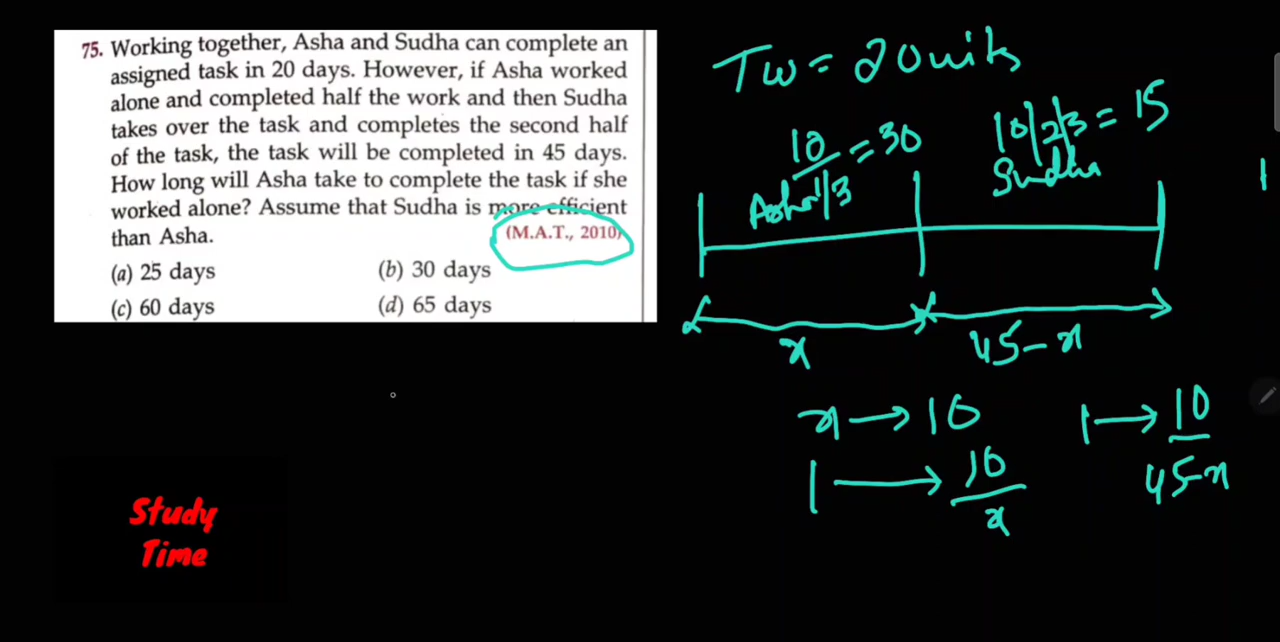 75. Working together, Asha and Sudha can complete an
assigned task in 20 days. However, if Asha worked
alone and completed half the work and then Sudha
takes over the task and completes the second half
of the task, the task will be completed in 45 days.
How long will Asha take to complete the task if she
worked alone? Assume that Sudha is more efficient
than Asha. (M.A.T., 2010)
(a) 25 days (b) 30 days
(c) 60 days (d) 65 days
Tw = 20 units
10/1/3 = 30
Asha
10/2/3 = 15
Sudha
x
45-x
x → 10
1 → 10/x
1 → 10/45-x
Study
Time